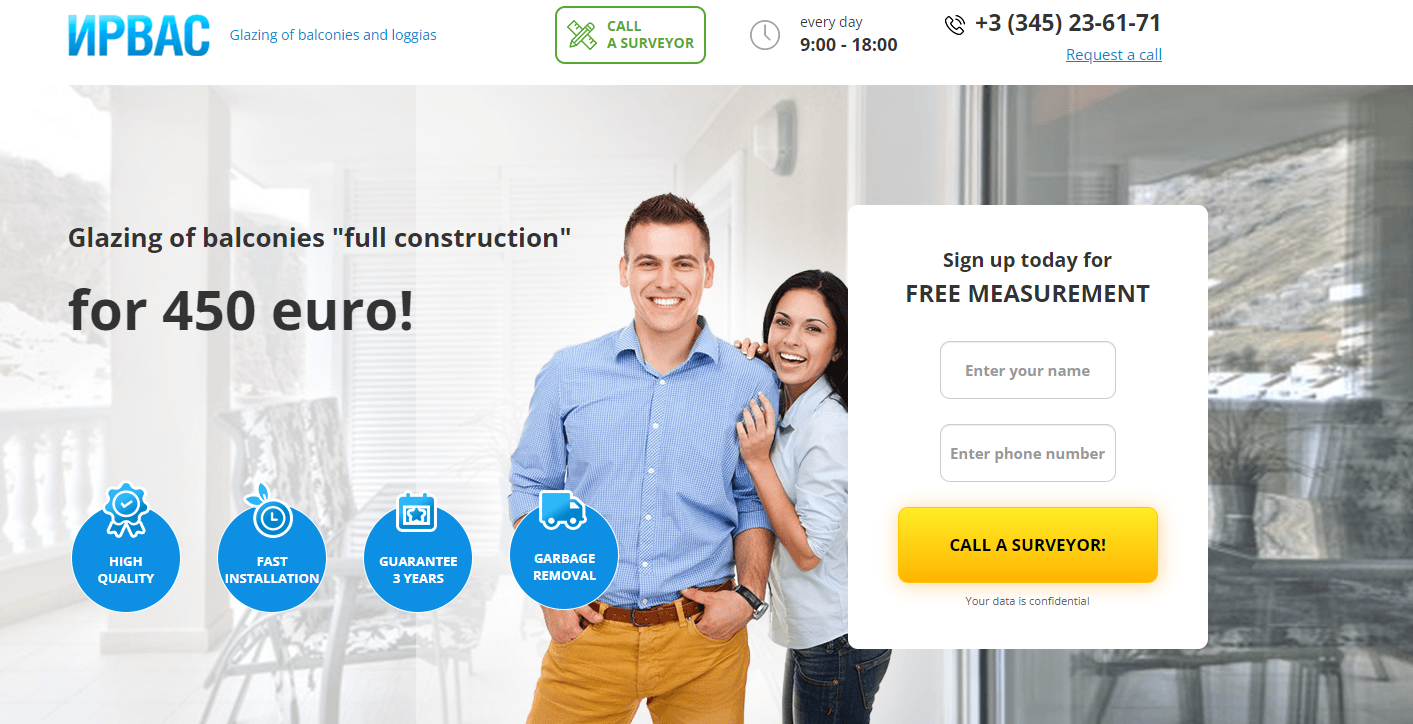 ИРВАС
Glazing of balconies and loggias
CALL
A SURVEYOR
every day
9:00 - 18:00
+3 (345) 23-61-71
Request a call
Glazing of balconies "full construction"
for 450 euro!
HIGH
QUALITY
FAST
INSTALLATION
GUARANTEE
3 YEARS
GARBAGE
REMOVAL
Sign up today for
FREE MEASUREMENT
Enter your name
Enter phone number
CALL A SURVEYOR!
Your data is confidential